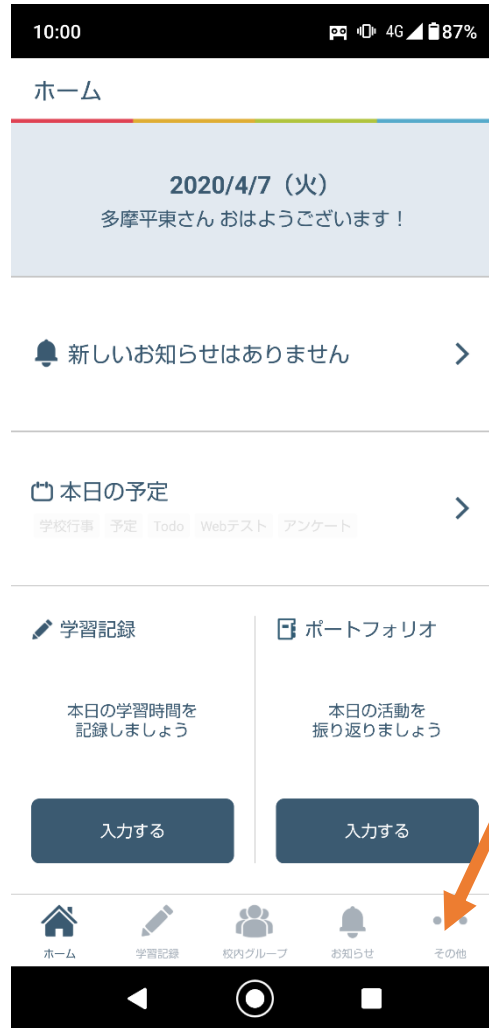 10:00 4G 87%
ホーム
2020/4/7（火）
多摩平東さん おはようございます！
新しいお知らせはありません
本日の予定
学校行事 予定 Todo Webテスト アンケート
学習記録 ポートフォリオ
本日の学習時間を 本日の活動を
記録しましょう 振り返りましょう
入力する 入力する
ホーム 学習記録 校内グループ お知らせ その他